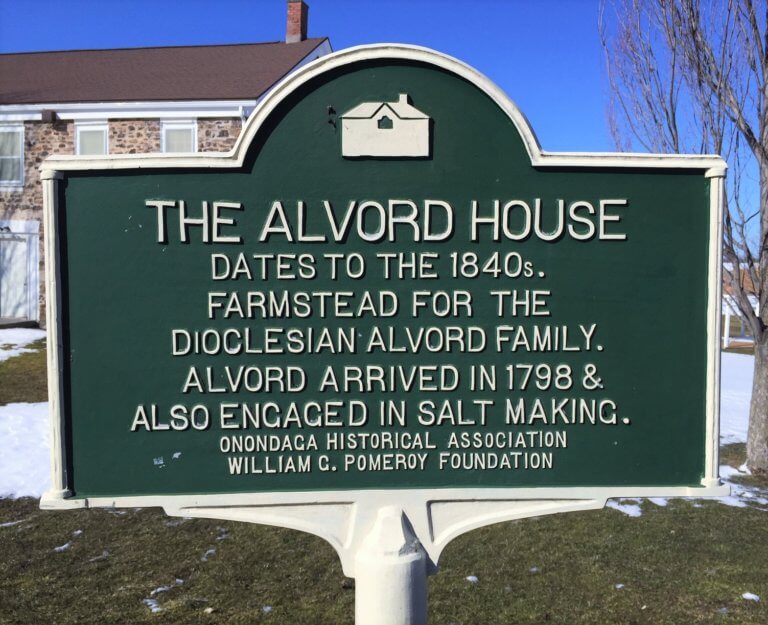 THE ALVORD HOUSE
DATES TO THE 1840s.
FARMSTEAD FOR THE
DIOCLESIAN ALVORD FAMILY.
ALVORD ARRIVED IN 1798 &
ALSO ENGAGED IN SALT MAKING.
ONONDAGA HISTORICAL ASSOCIATION
WILLIAM G. POMEROY FOUNDATION